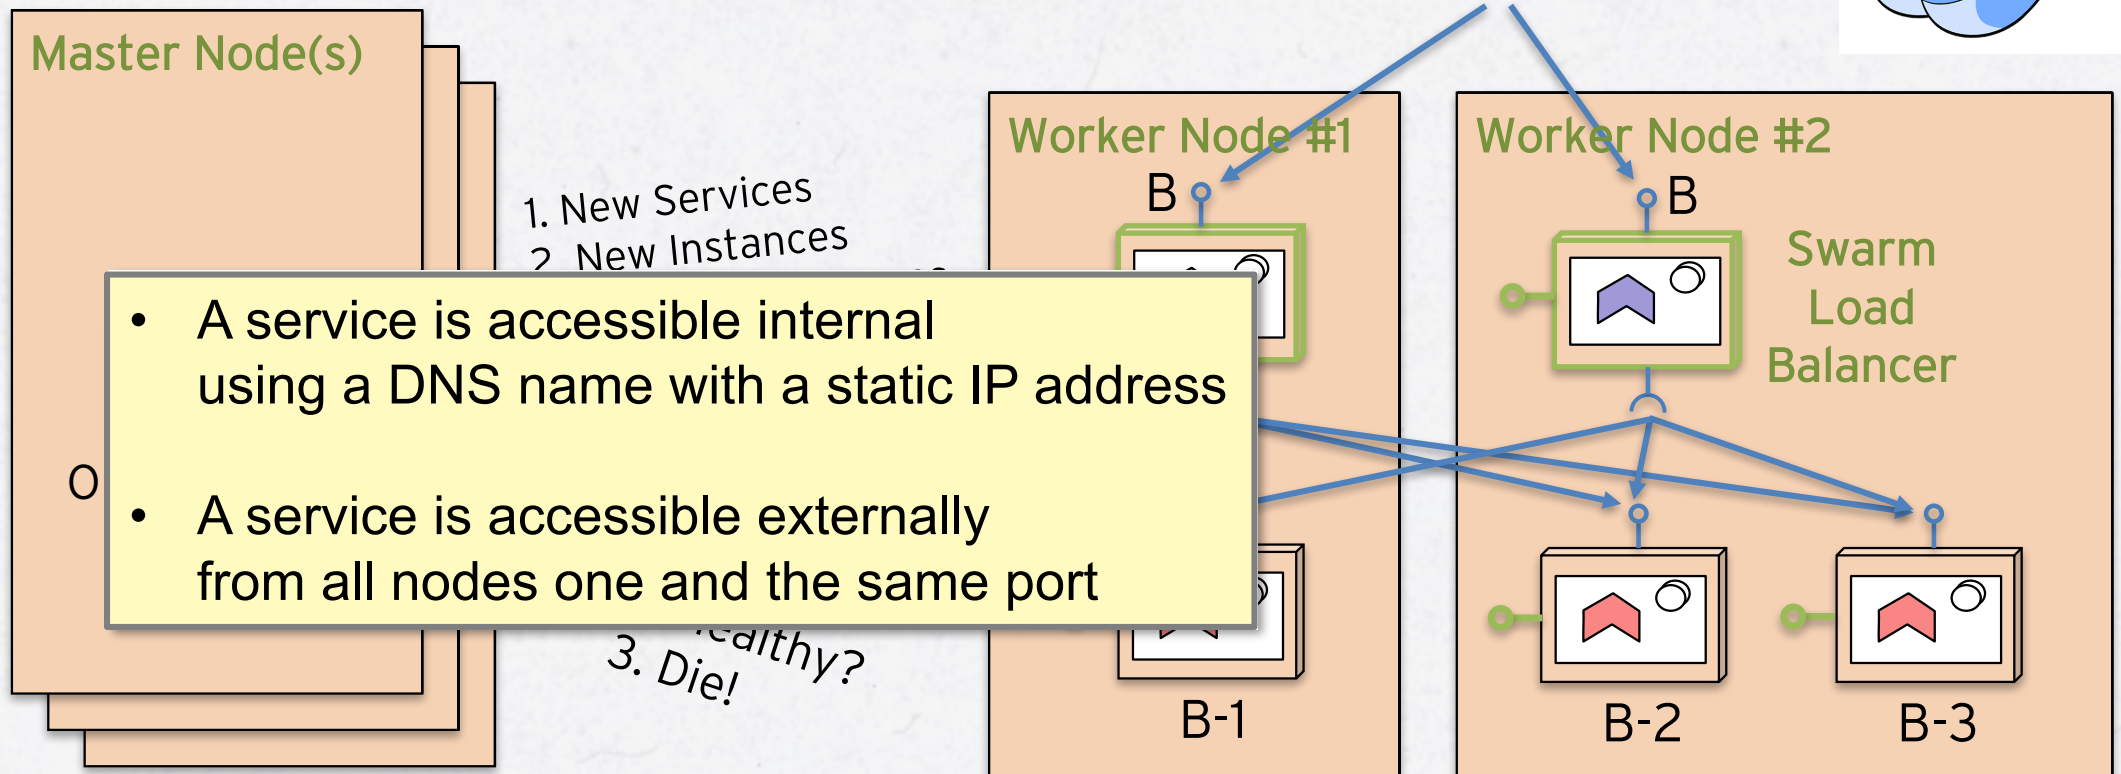 Master Node(s)
1. New Services
2. New Instances
O
healthy?
3. Die!
• A service is accessible internal
using a DNS name with a static IP address
• A service is accessible externally
from all nodes one and the same port
Worker Node #1
B
B-1
Worker Node #2
B
Swarm
Load
Balancer
B-2
B-3